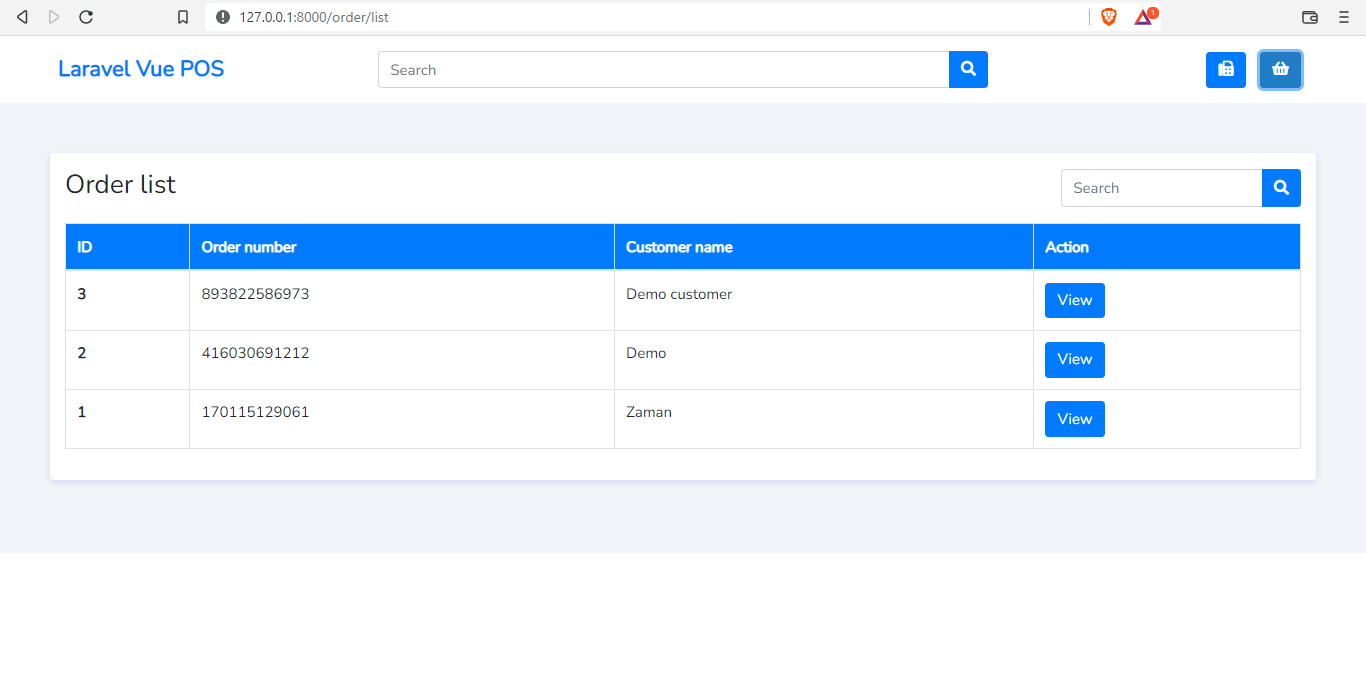 127.0.0.1:8000/order/list
1
Laravel Vue POS
Search
Order list
Search
ID Order number Customer name Action
3 893822586973 Demo customer View
2 416030691212 Demo View
1 170115129061 Zaman View